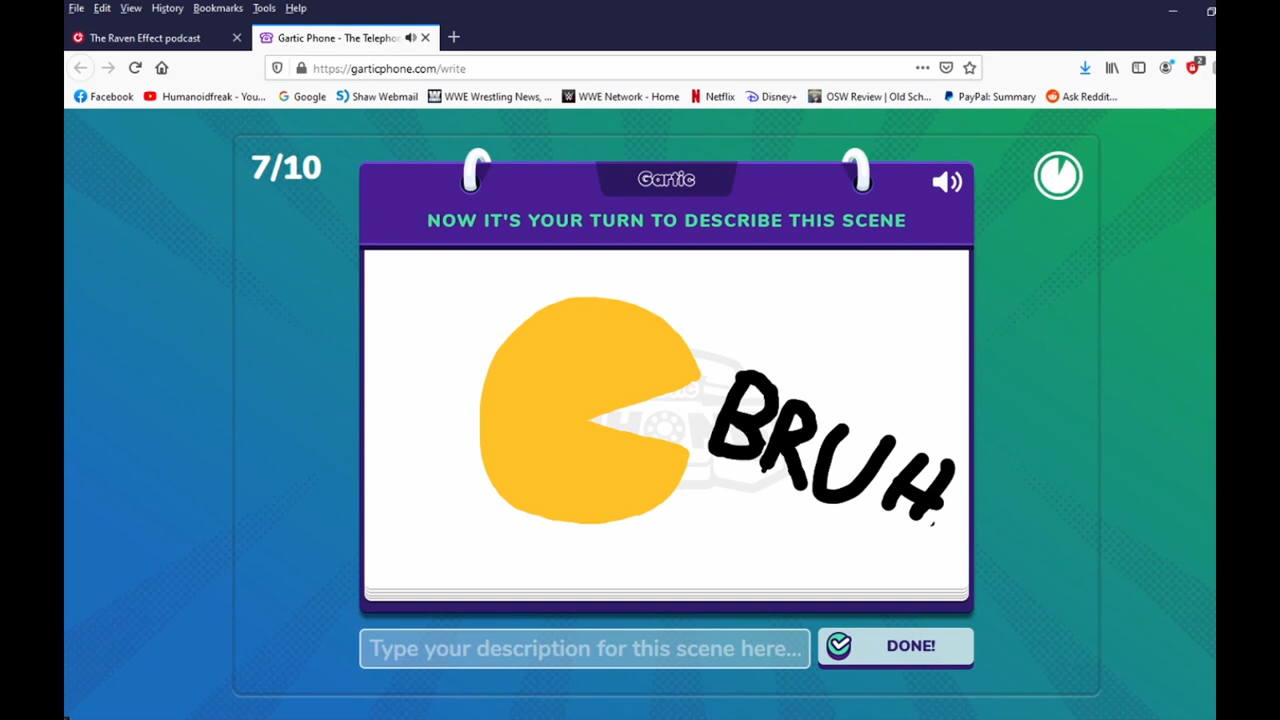 File Edit View History Bookmarks Tools Help
The Raven Effect podcast Gartic Phone - The Telepho
https://garticphone.com/write
Facebook Humanoidfreak - You... Google Shaw Webmail WWE Wrestling News, ... WWE Network - Home Netflix Disney+ OSW Review | Old Sch... PayPal: Summary Ask Reddit...
7/10
Gartic
NOW IT'S YOUR TURN TO DESCRIBE THIS SCENE
BRUH.
Type your description for this scene here...
DONE!